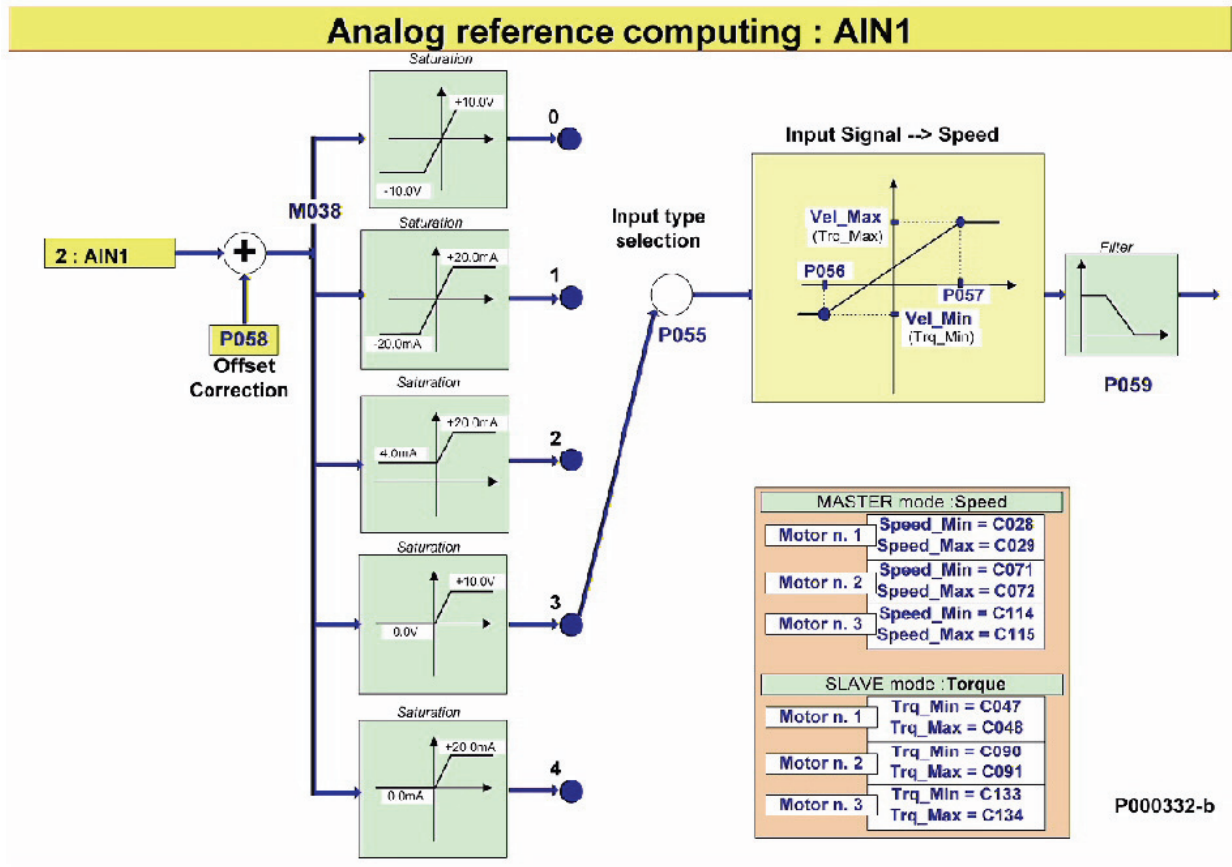 Analog reference computing : AIN1
Saturation
+10.0V
-10.0V
0
M038
2 : AIN1
+
P058
Offset
Correction
Saturation
+20.0mA
-20.0mA
1
Saturation
+20.0mA
4.0mA
2
Saturation
+10.0V
0.0V
3
Saturation
+20.0mA
0.0mA
4
Input type
selection
P055
Input Signal --> Speed
Vel_Max
(Trq_Max)
P056
P057
Vel_Min
(Trq_Min)
Filter
P059
MASTER mode :Speed
Motor n. 1
Speed_Min = C028
Speed_Max = C029
Motor n. 2
Speed_Min = C071
Speed_Max = C072
Motor n. 3
Speed_Min = C114
Speed_Max = C115
SLAVE mode :Torque
Motor n. 1
Trq_Min = C047
Trq_Max = C048
Motor n. 2
Trq_Min = C090
Trq_Max = C091
Motor n. 3
Trq_Min = C133
Trq_Max = C134
P000332-b